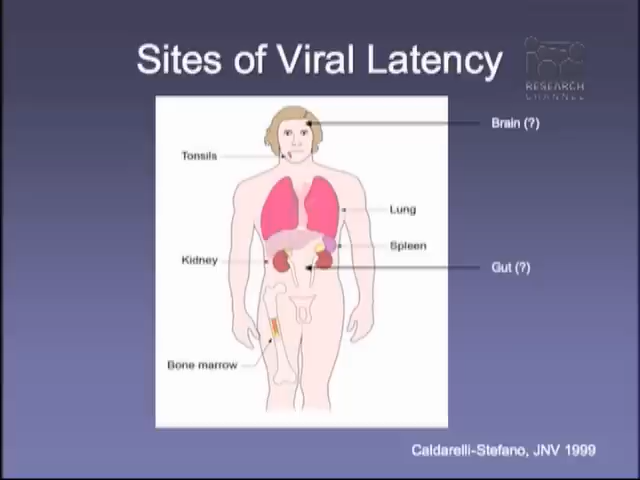 Sites of Viral Latency
RESEARCH
CHANNEL
Brain (?)
Tonsils
Lung
Spleen
Kidney
Gut (?)
Bone marrow
Caldarelli-Stefano, JNV 1999